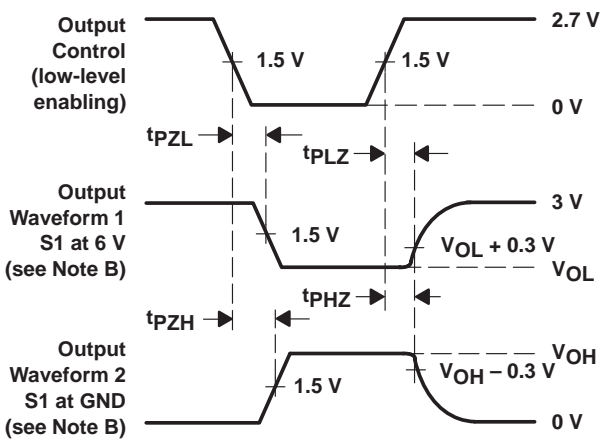 Output
Control
(low-level
enabling)
1.5 V
1.5 V
2.7 V
0 V
tPZL
tPLZ
Output
Waveform 1
S1 at 6 V
(see Note B)
1.5 V
3 V
VOL + 0.3 V
VOL
tPHZ
tPZH
Output
Waveform 2
S1 at GND
(see Note B)
1.5 V
VOH
VOH − 0.3 V
0 V